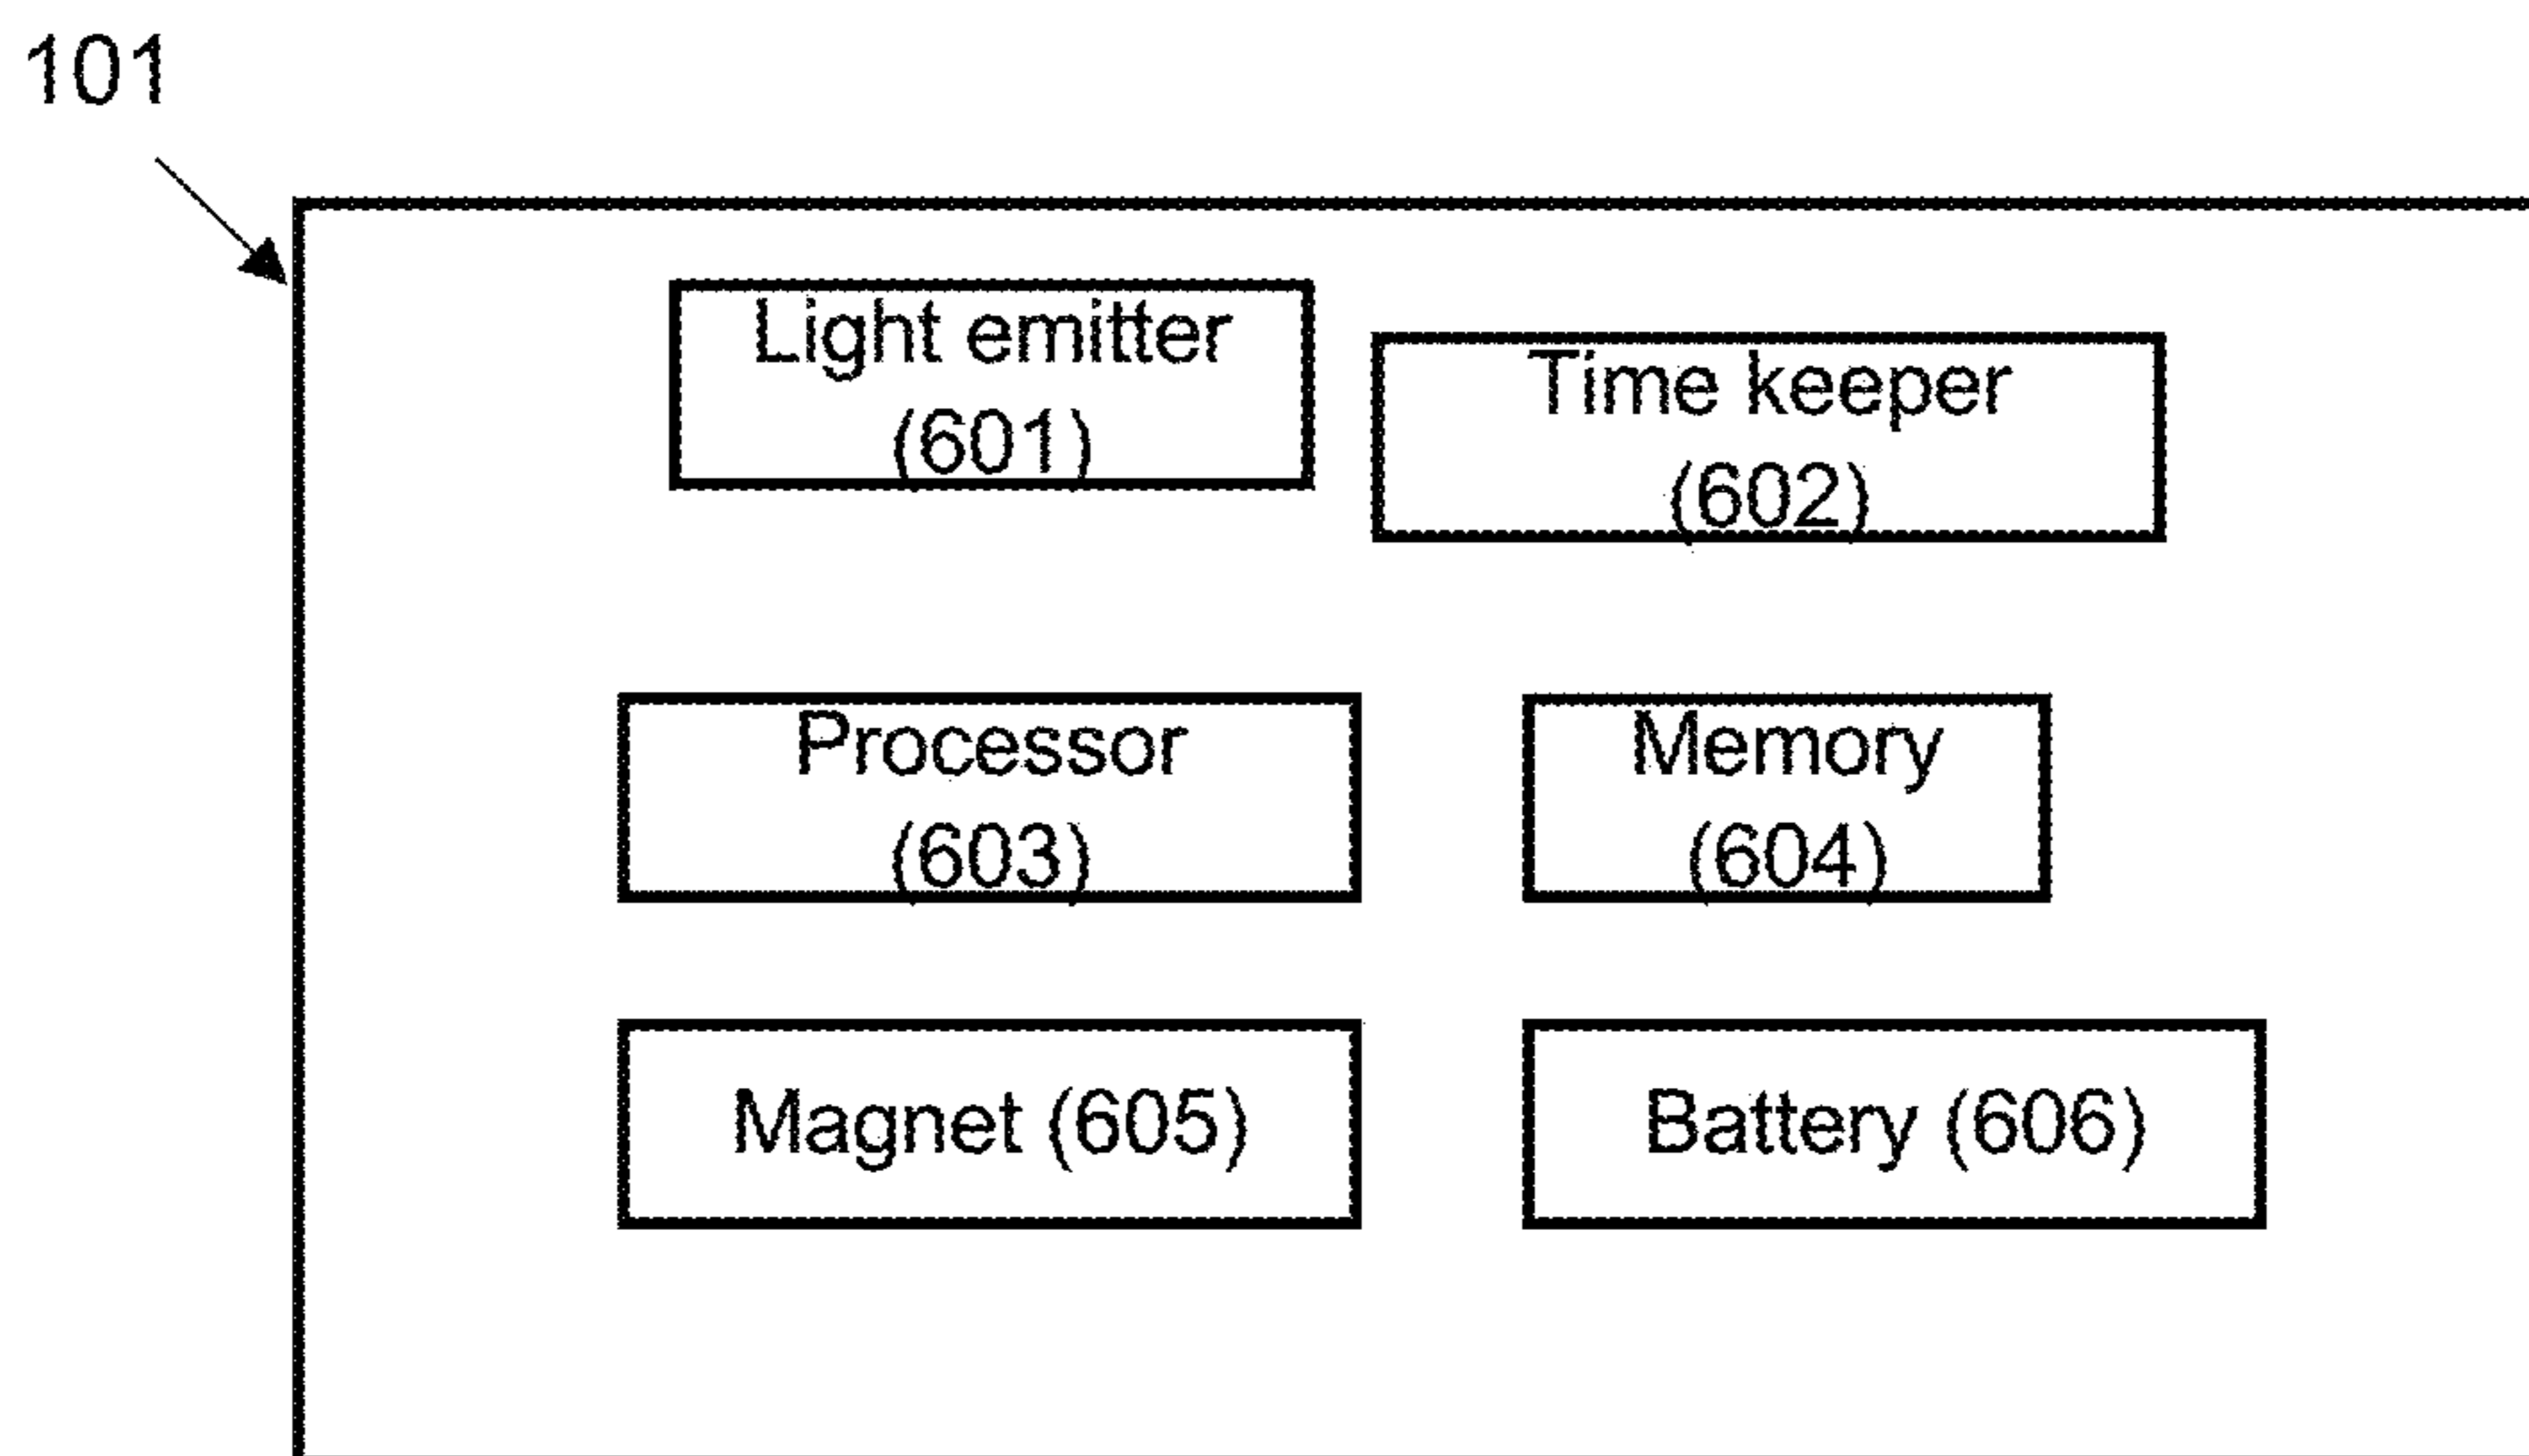 101
Light emitter
(601)
Time keeper
(602)
Processor
(603)
Memory
(604)
Magnet (605)
Battery (606)